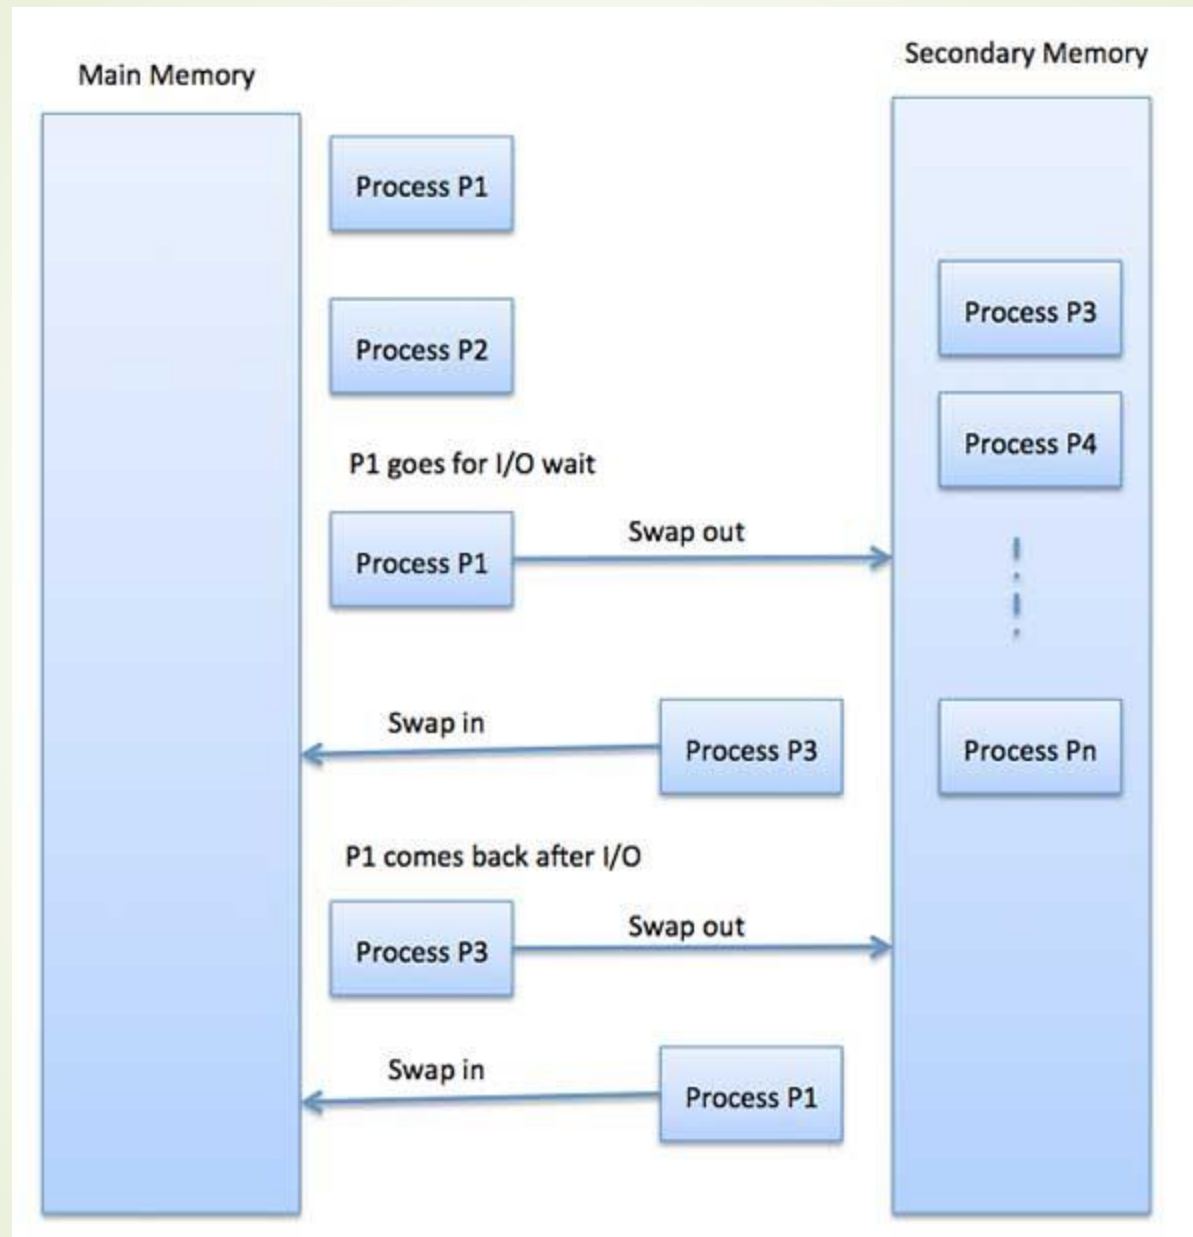 Main Memory
Secondary Memory
Process P1
Process P2
Process P3
Process P4
P1 goes for I/O wait
Process P1
Swap out
Swap in
Process P3
Process Pn
P1 comes back after I/O
Process P3
Swap out
Swap in
Process P1